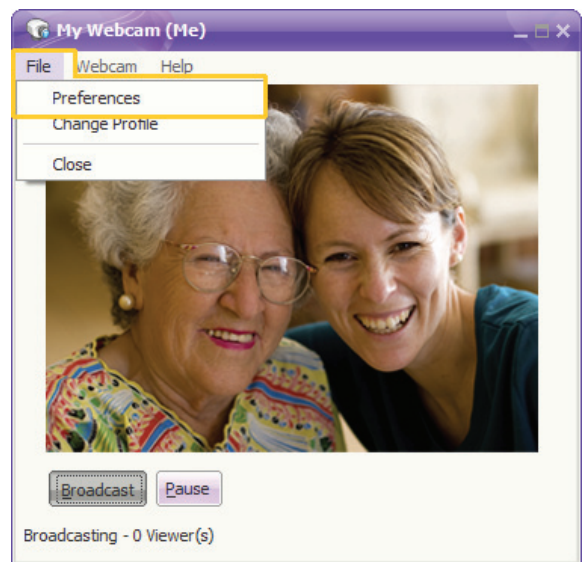 My Webcam (Me)
File Webcam Help
Preferences
Change Profile
Close
Broadcast Pause
Broadcasting - 0 Viewer(s)